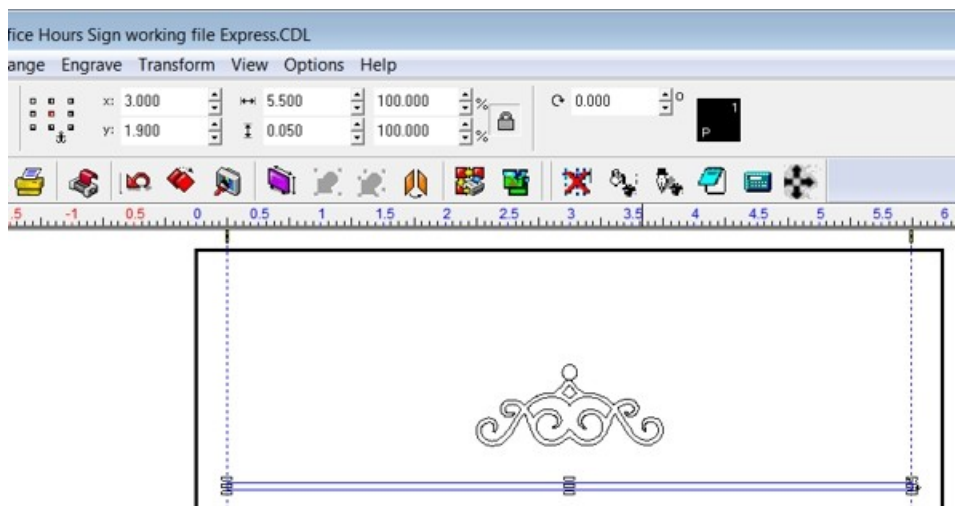 fice Hours Sign working file Express.CDL
ange Engrave Transform View Options Help
x: 3.000 5.500 100.000 % 0.000 °
y: 1.900 0.050 100.000 %
1
P
.5 -1 0.5 0 0.5 1 1.5 2 2.5 3 3.5 4 4.5 5 5.5 6